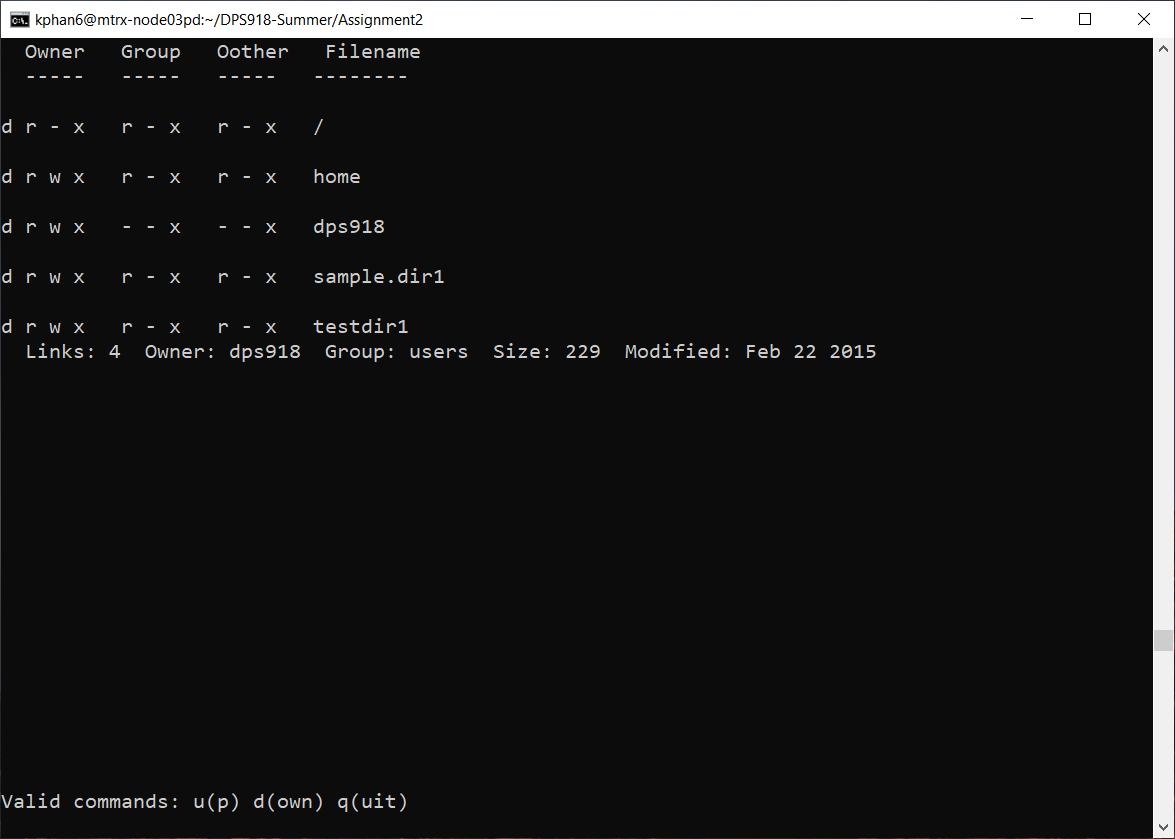 kphan6@mtrx-node03pd:~/DPS918-Summer/Assignment2
Owner Group Oother Filename
----- ----- ----- --------
d r - x r - x r - x /
d r w x r - x r - x home
d r w x - - x - - x dps918
d r w x r - x r - x sample.dir1
d r w x r - x r - x testdir1
Links: 4 Owner: dps918 Group: users Size: 229 Modified: Feb 22 2015
Valid commands: u(p) d(own) q(uit)